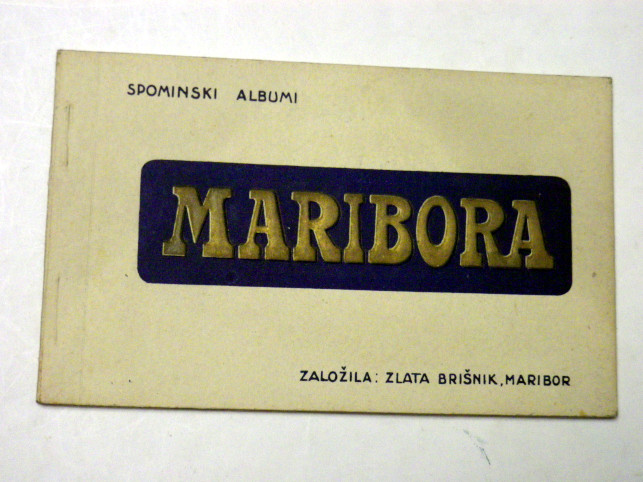 SPOMINSKI ALBUMI
MARIBORA
ZALOŽILA: ZLATA BRIŠNIK, MARIBOR